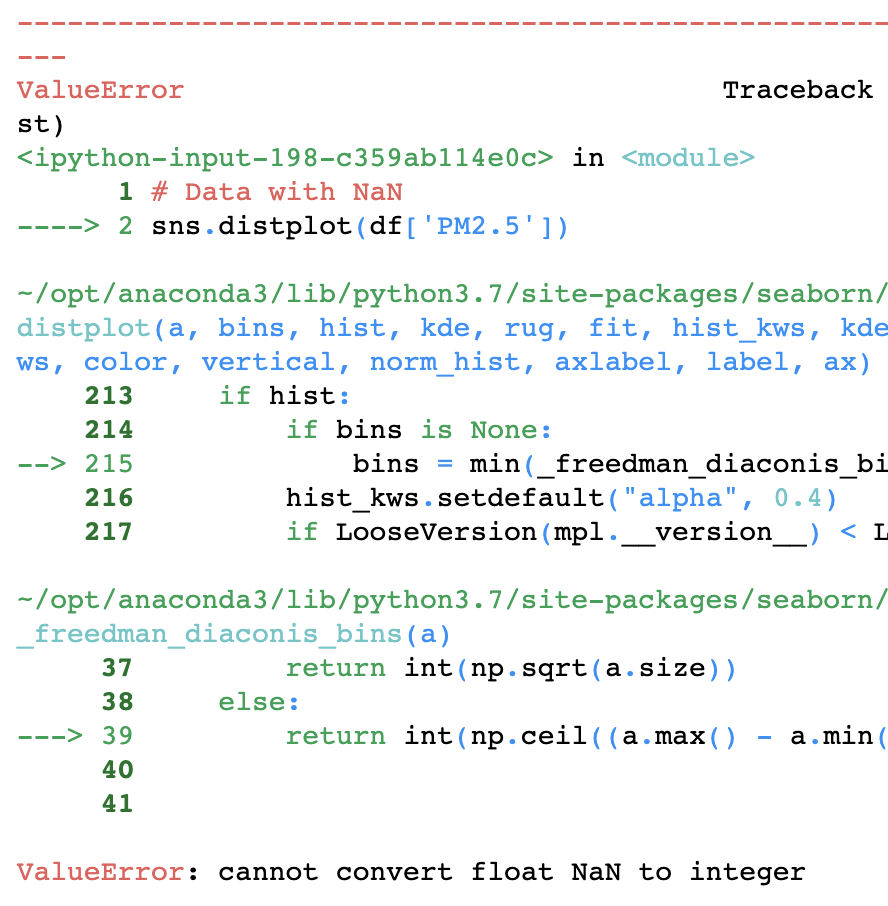 ----------------------------------------------------
---
ValueError                                Traceback
st)
<ipython-input-198-c359ab114e0c> in <module>
      1 # Data with NaN
----> 2 sns.distplot(df['PM2.5'])
~/opt/anaconda3/lib/python3.7/site-packages/seaborn/
distplot(a, bins, hist, kde, rug, fit, hist_kws, kde
ws, color, vertical, norm_hist, axlabel, label, ax)
    213     if hist:
    214         if bins is None:
--> 215             bins = min(_freedman_diaconis_bi
    216         hist_kws.setdefault("alpha", 0.4)
    217         if LooseVersion(mpl.__version__) < L
~/opt/anaconda3/lib/python3.7/site-packages/seaborn/
_freedman_diaconis_bins(a)
     37         return int(np.sqrt(a.size))
     38     else:
---> 39         return int(np.ceil((a.max() - a.min(
     40
     41
ValueError: cannot convert float NaN to integer